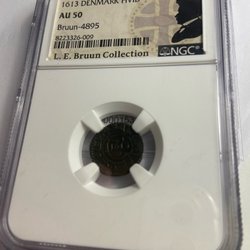 1613 DENMARK HVID
AU 50
Bruun-4895
8223326-009
NGC
L. E. Bruun Collection